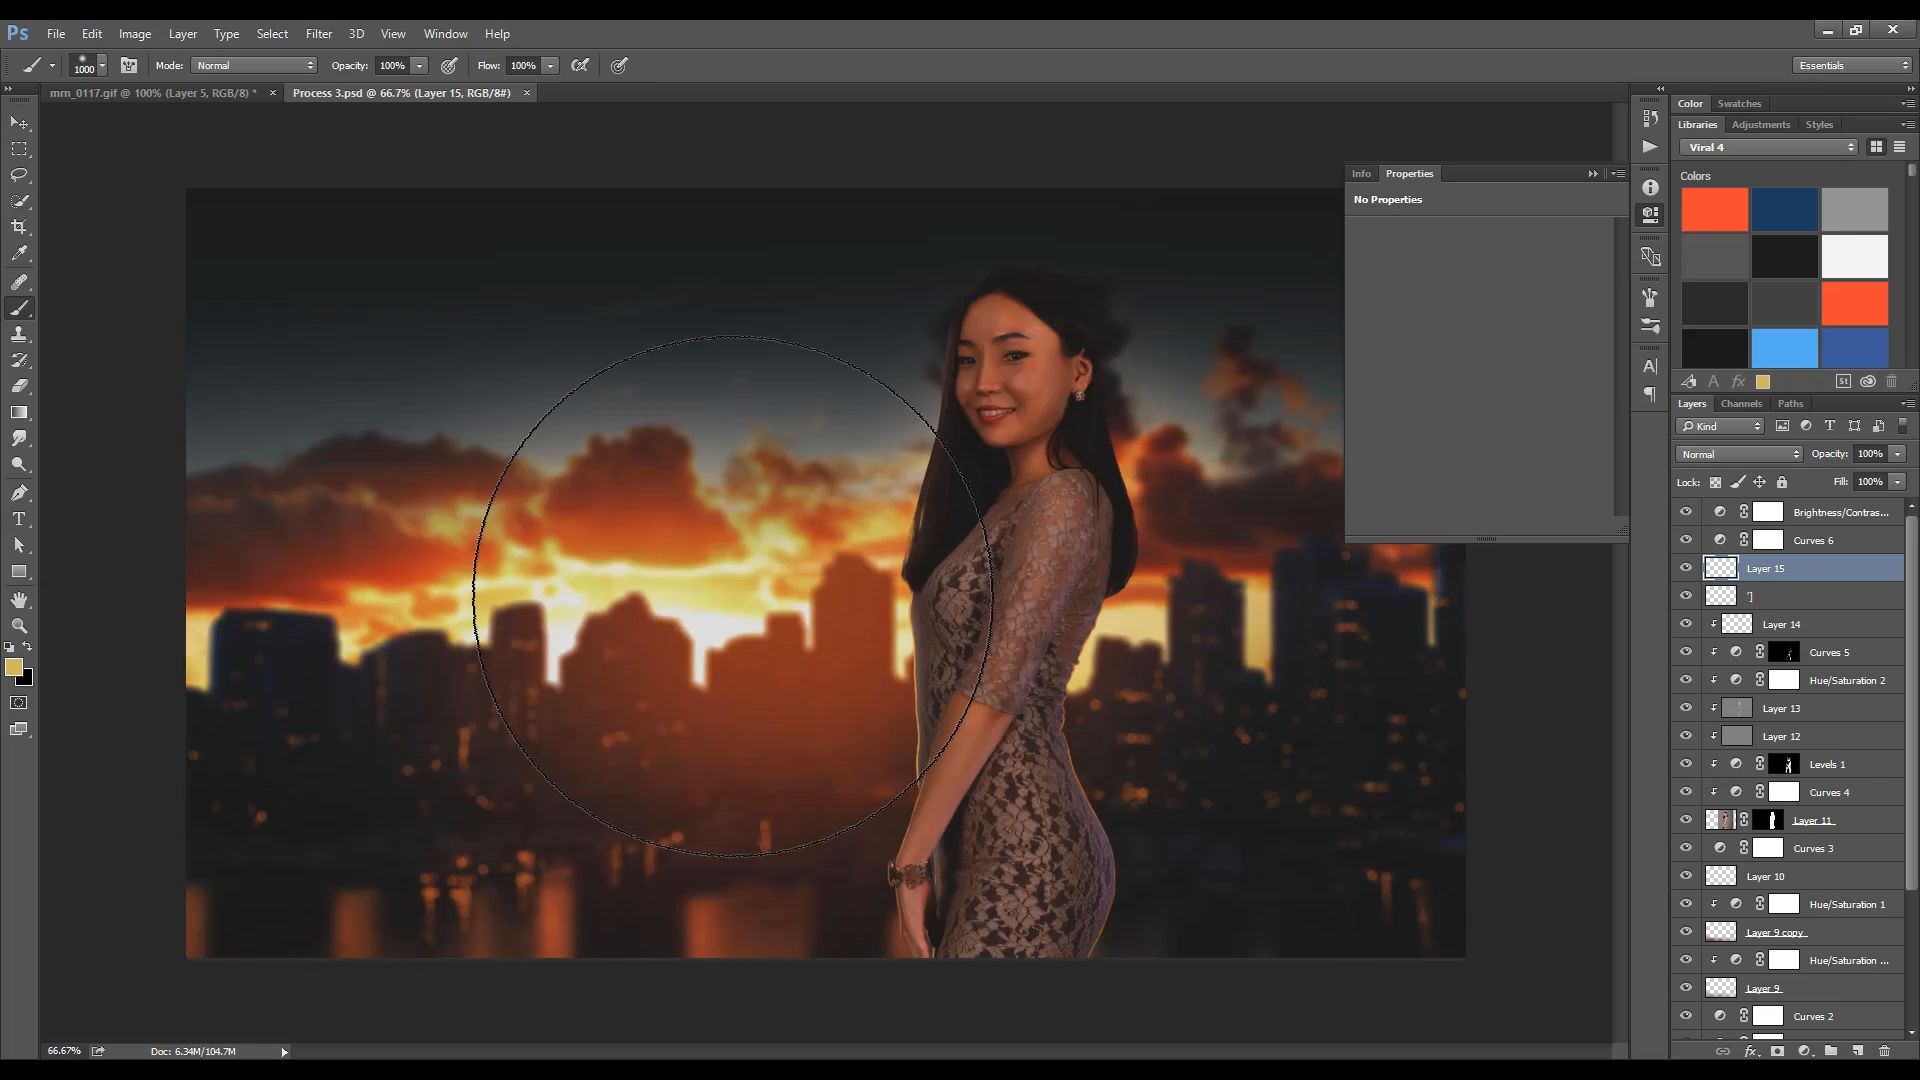 Ps File Edit Image Layer Type Select Filter 3D View Window Help
1000 Mode: Normal Opacity: 100% Flow: 100% Essentials
mm_0117.gif @ 100% (Layer 5, RGB/8) * × Process 3.psd @ 66.7% (Layer 15, RGB/8#) ×
Color Swatches
Libraries Adjustments Styles
Viral 4
Info Properties
No Properties
Colors
St
Layers Channels Paths
Kind
Normal Opacity: 100%
Lock: Fill: 100%
Brightness/Contras...
Curves 6
Layer 15
']
Layer 14
Curves 5
Hue/Saturation 2
Layer 13
Layer 12
Levels 1
Curves 4
Layer 11
Curves 3
Layer 10
Hue/Saturation 1
Layer 9 copy
Hue/Saturation ...
Layer 9
Curves 2
66.67% Doc: 6.34M/104.7M